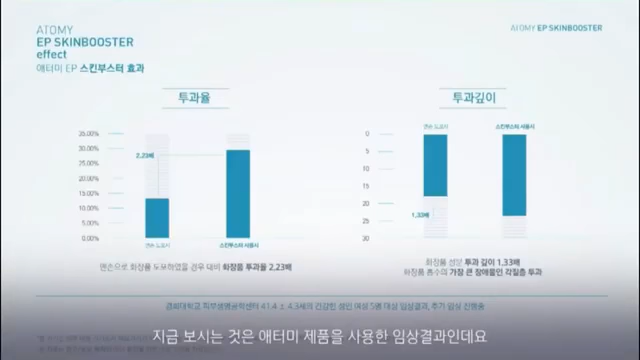 ATOMY
EP SKINBOOSTER
effect
애터미 EP 스킨부스터 효과
ATOMY EP SKINBOOSTER
투과율
35.00%
30.00%
25.00%
20.00%
15.00%
10.00%
5.00%
0.00%
2,23배
맨손 도포시
스킨부스터 사용시
맨손으로 화장품 도포하였을 경우 대비 화장품 투과율 2,23배
투과깊이
맨손 도포시
스킨부스터 사용시
0
5
10
15
20
25
30
1,33배
화장품 성분 투과 깊이 1,33배
화장품 흡수의 가장 큰 장애물인 각질층 투과
경희대학교 피부생명공학센터 41.4 ± 4.3세의 건강한 성인 여성 5명 대상 임상결과, 추가 임상 진행중
지금 보시는 것은 애터미 제품을 사용한 임상결과인데요